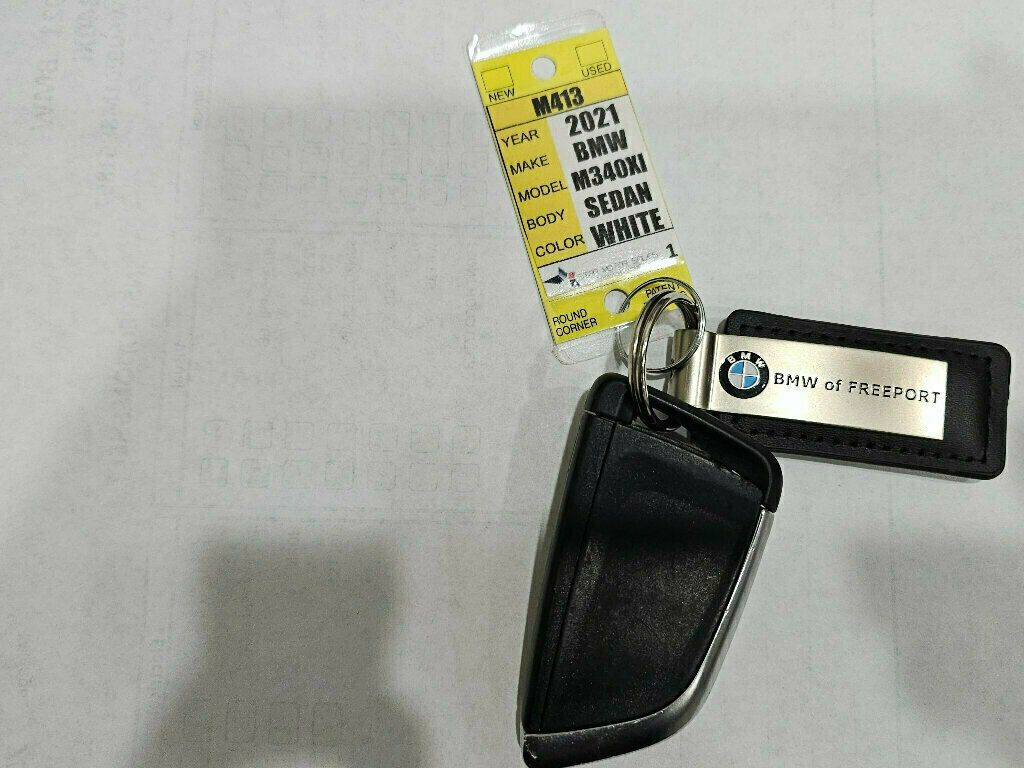 NEW USED
M413
YEAR 2021
MAKE BMW
MODEL M340XI
BODY SEDAN
COLOR WHITE
1
ROUND
CORNER
BMW
BMW of FREEPORT